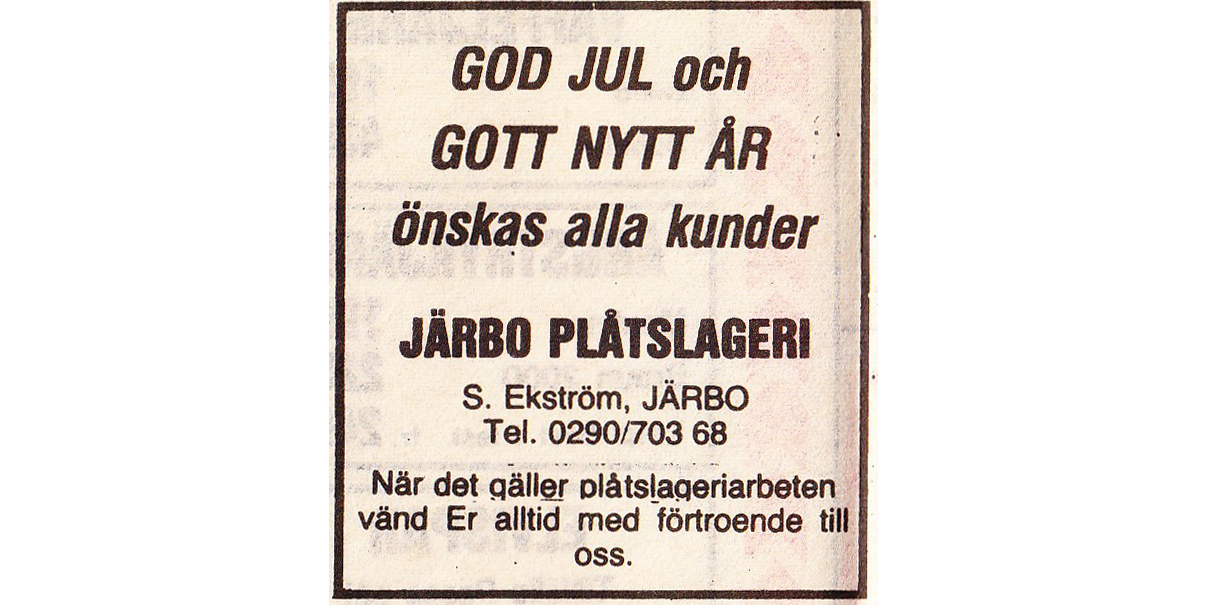 GOD JUL och
GOTT NYTT ÅR
önskas alla kunder
JÄRBO PLÅTSLAGERI
S. Ekström, JÄRBO
Tel. 0290/703 68
När det gäller plåtslageriarbeten
vänd Er alltid med förtroende till
oss.